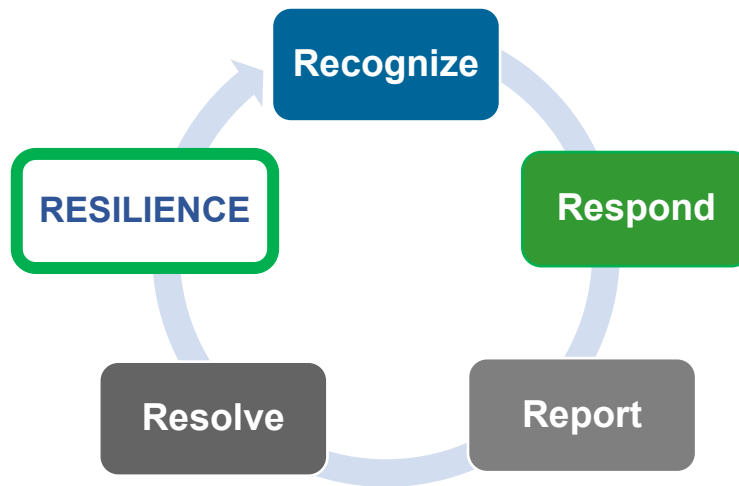 Recognize
Respond
Report
Resolve
RESILIENCE